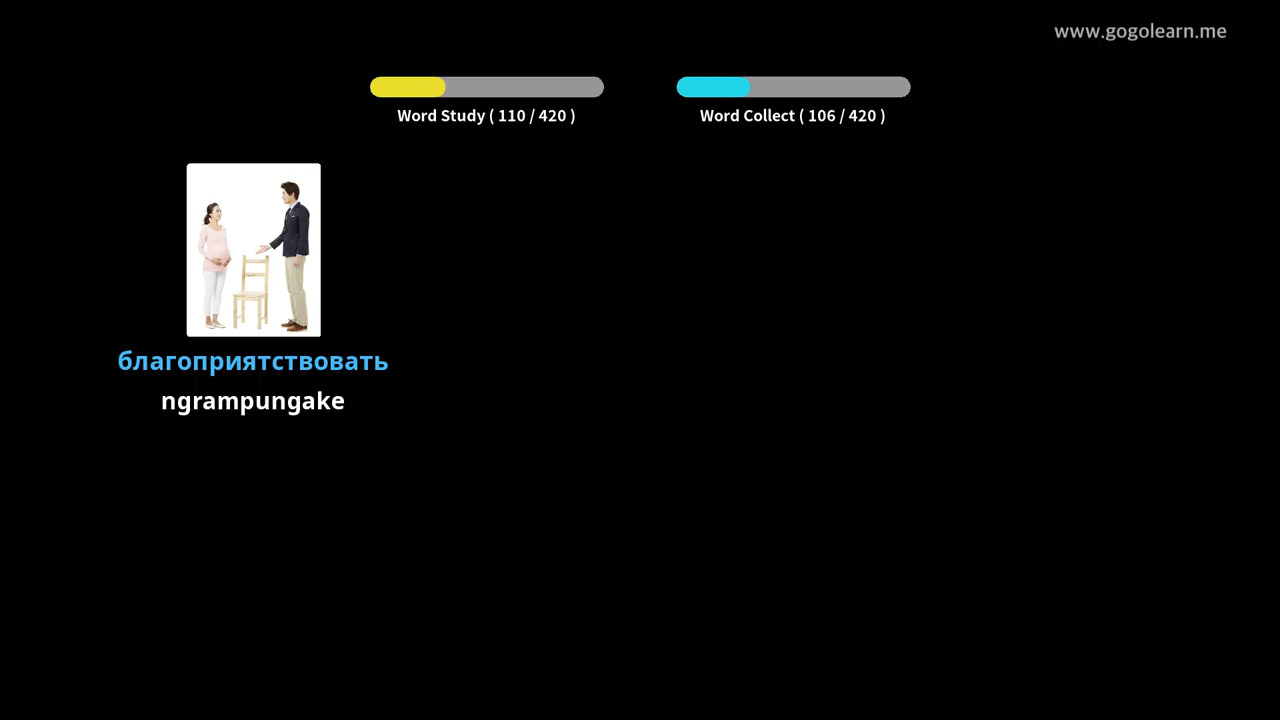 www.gogolearn.me
Word Study ( 110 / 420 )
Word Collect ( 106 / 420 )
благоприятствовать
ngrampungake